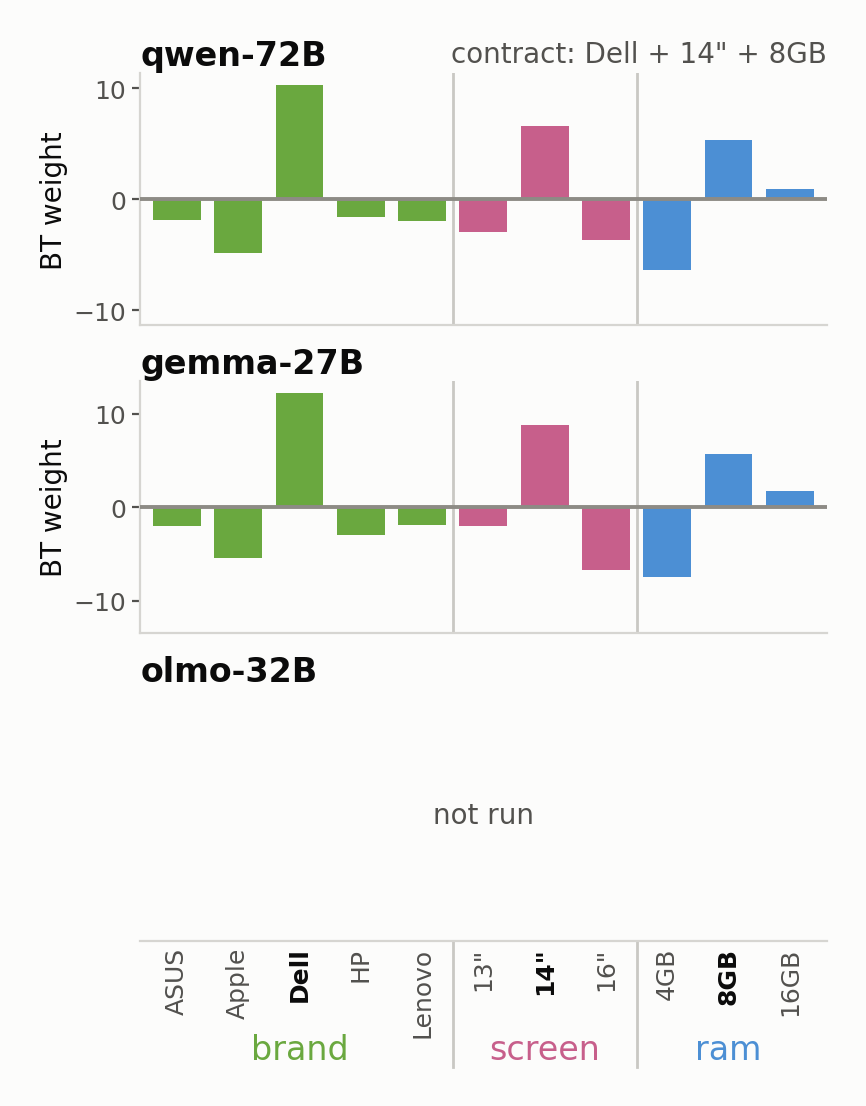 qwen-72B
contract: Dell + 14" + 8GB
BT weight
10
0
−10
gemma-27B
BT weight
10
0
−10
olmo-32B
not run
ASUS
Apple
Dell
HP
Lenovo
13"
14"
16"
4GB
8GB
16GB
brand
screen
ram